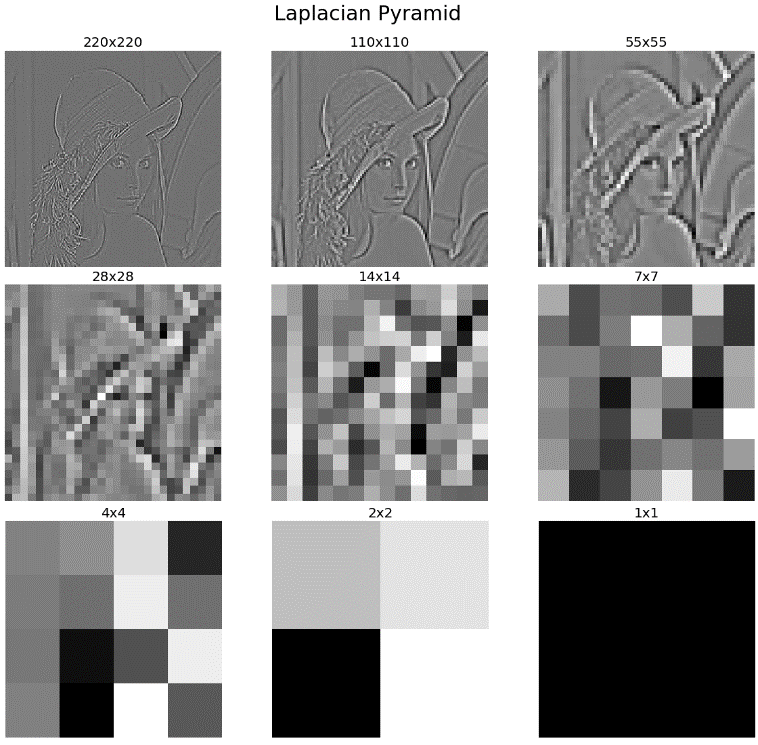 Laplacian Pyramid
220x220
110x110
55x55
28x28
14x14
7x7
4x4
2x2
1x1